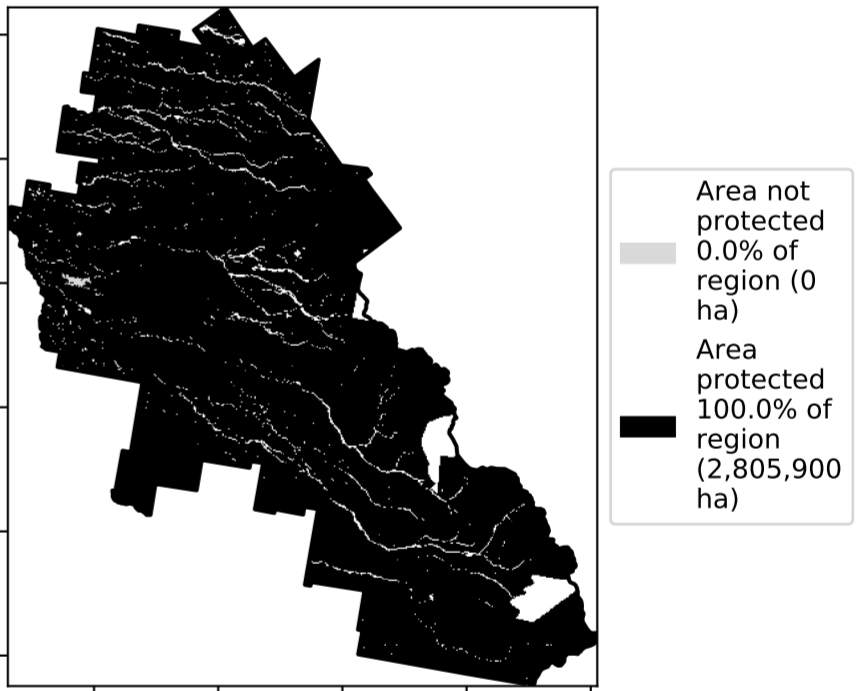 Area not
protected
0.0% of
region (0
ha)
Area
protected
100.0% of
region
(2,805,900
ha)